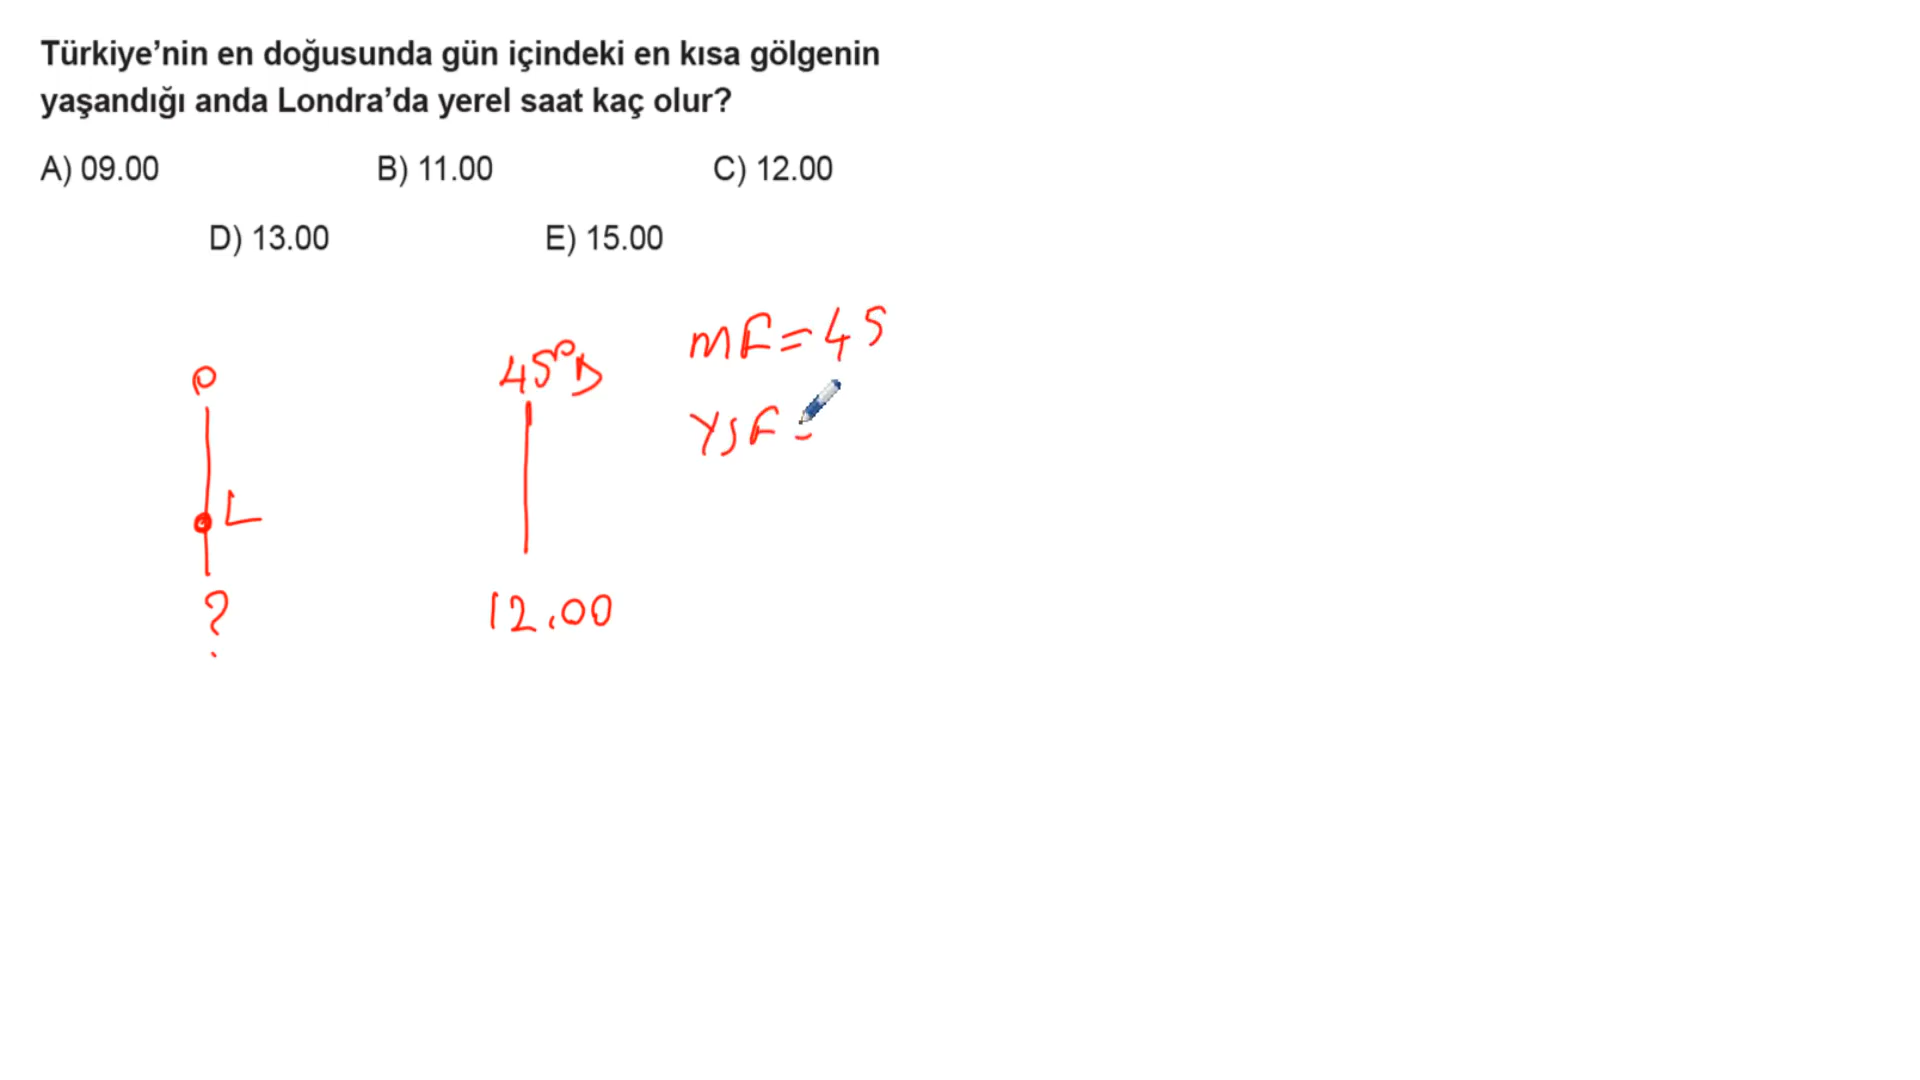 Türkiye’nin en doğusunda gün içindeki en kısa gölgenin
yaşandığı anda Londra’da yerel saat kaç olur?
A) 09.00 B) 11.00 C) 12.00
D) 13.00 E) 15.00
0 45°D MF=45
YSF=
L
? 12.00